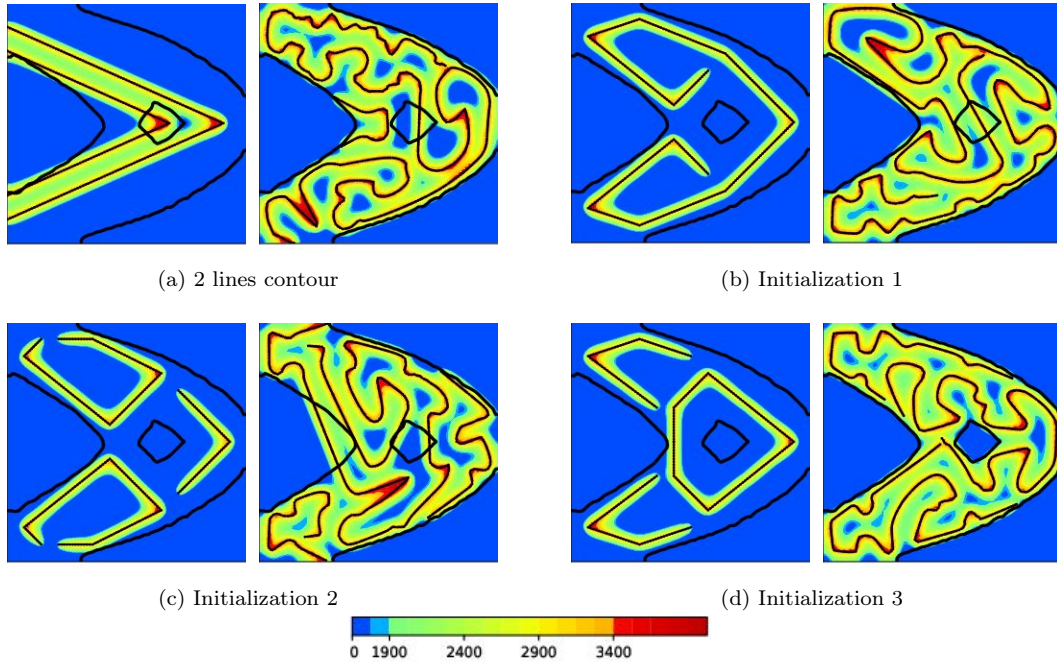 (a) 2 lines contour
(b) Initialization 1
(c) Initialization 2
(d) Initialization 3
0 1900 2400 2900 3400